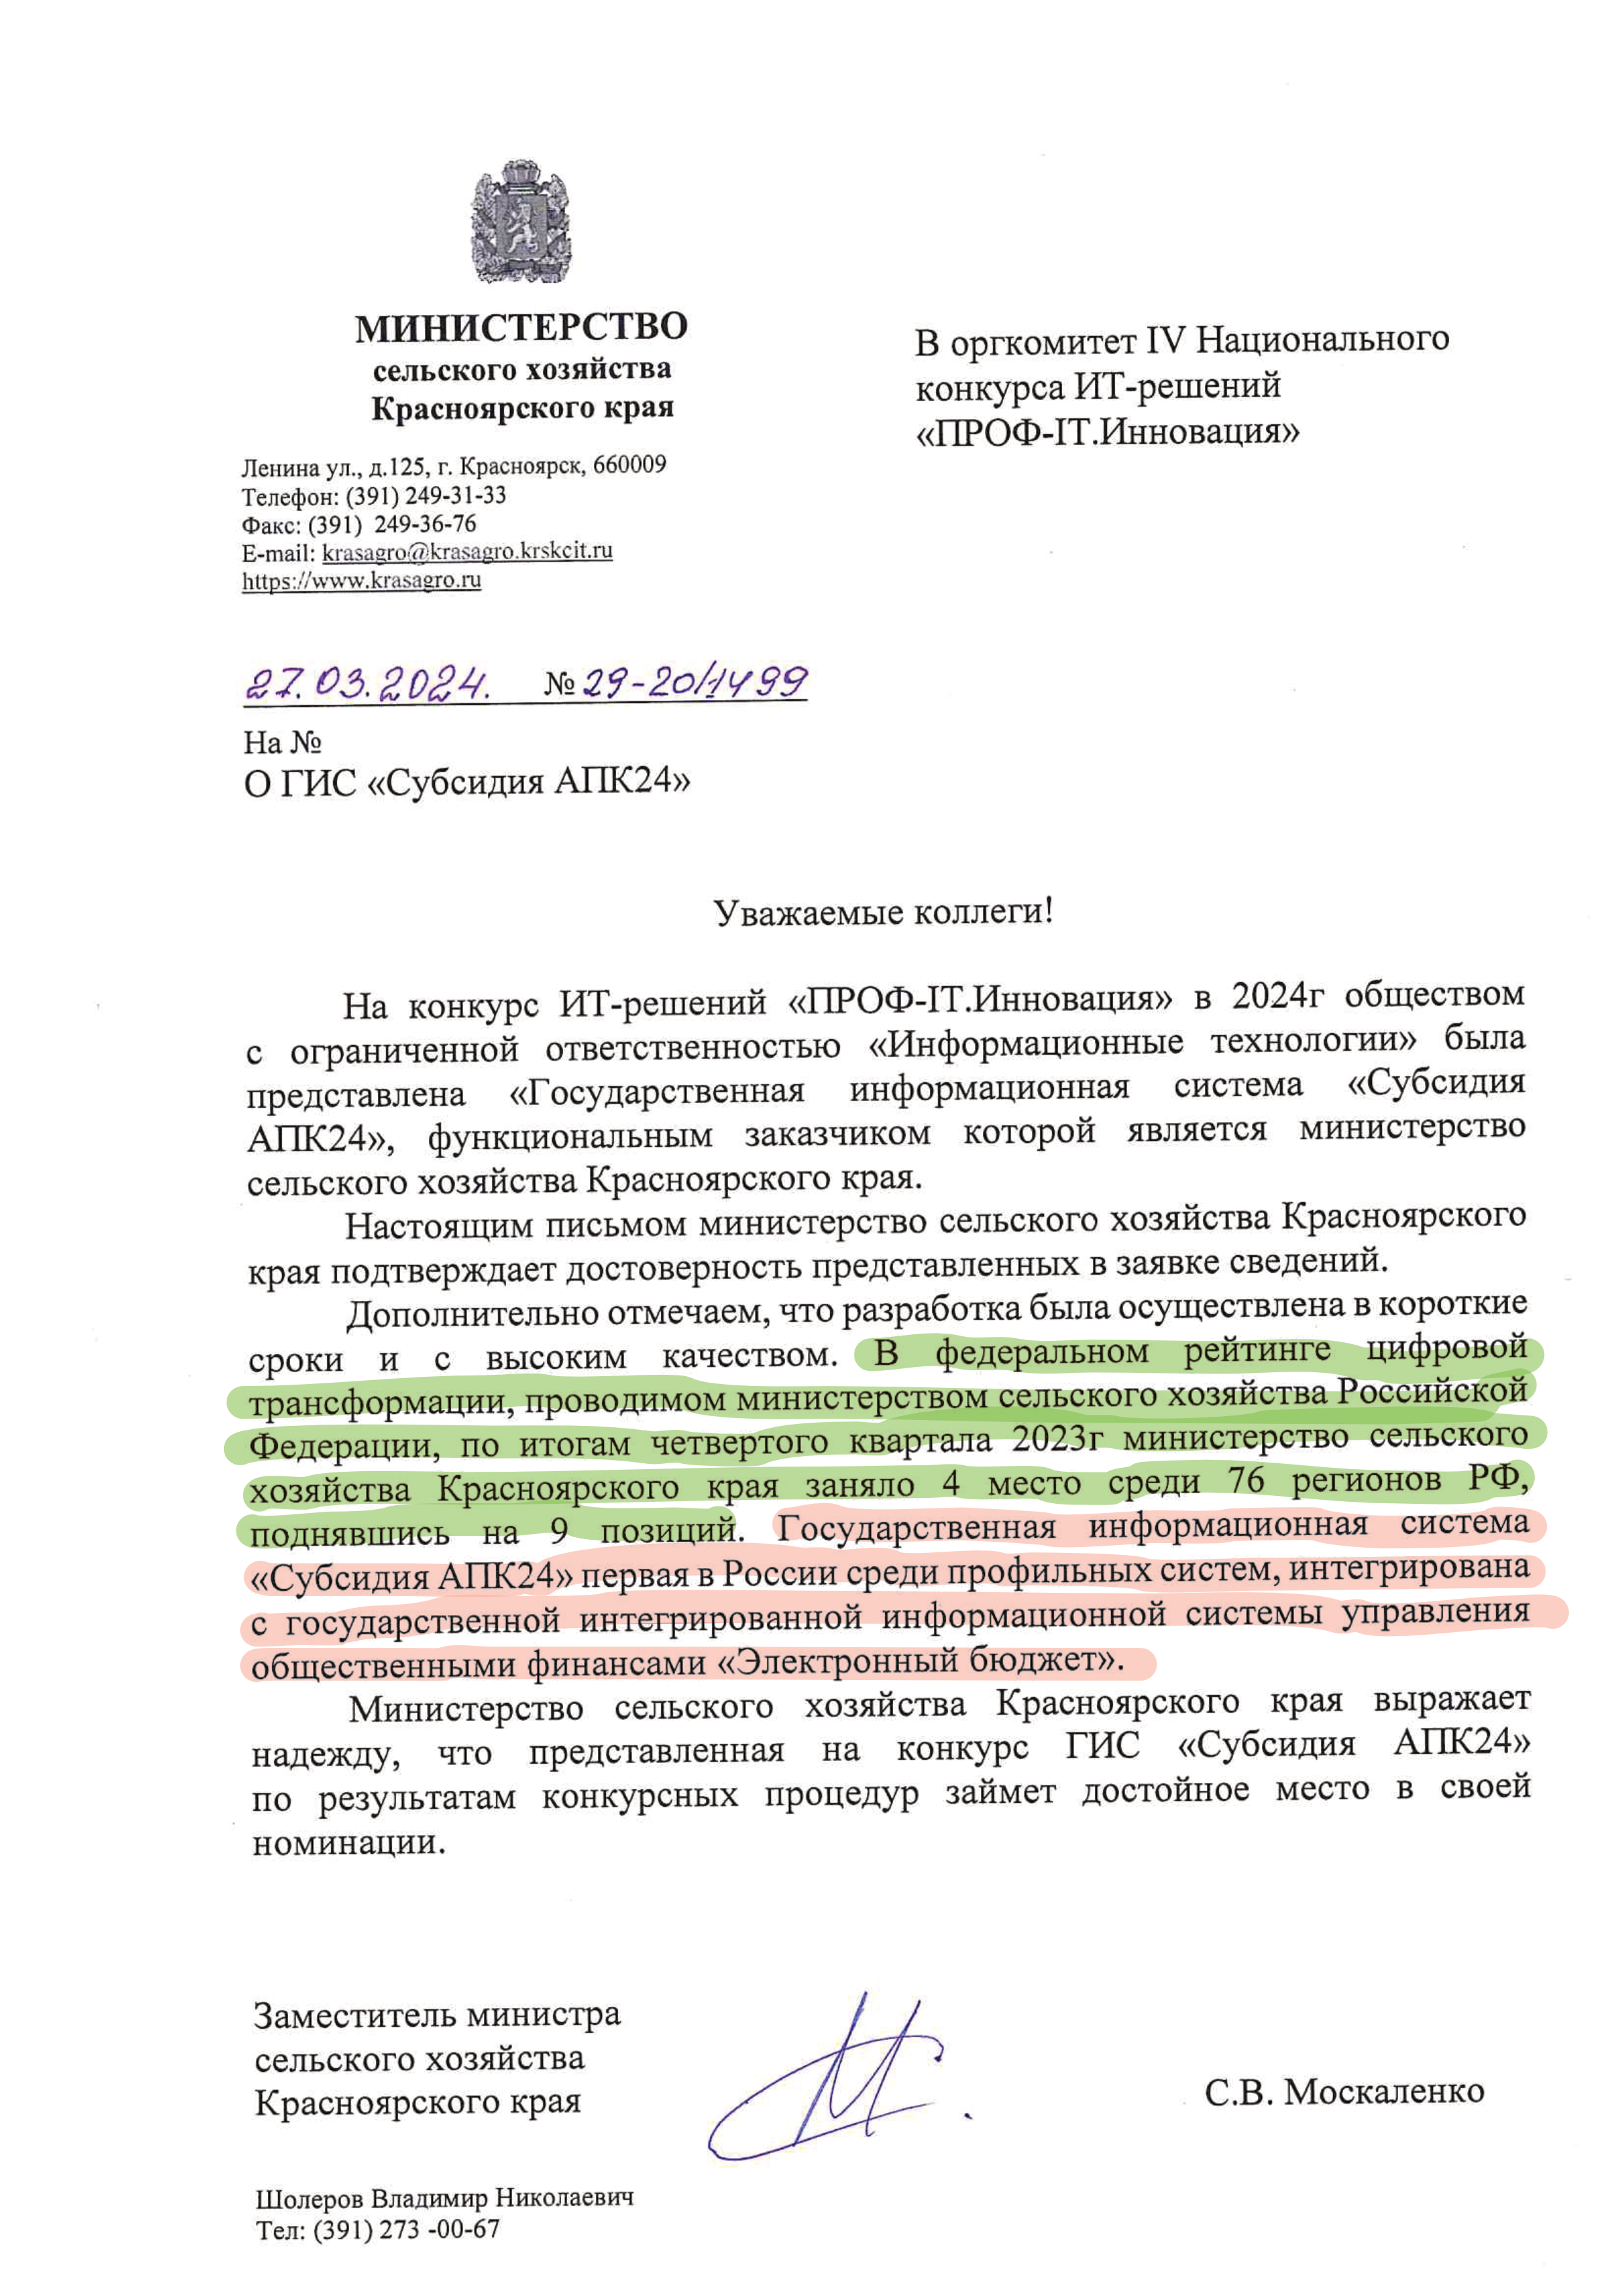 МИНИСТЕРСТВО
сельского хозяйства
Красноярского края
Ленина ул., д.125, г. Красноярск, 660009
Телефон: (391) 249-31-33
Факс: (391) 249-36-76
E-mail: krasagro@krasagro.krskcit.ru
https://www.krasagro.ru
В оргкомитет IV Национального
конкурса ИТ-решений
«ПРОФ-IT.Инновация»
27.03.2024. № 29-20/1499
На №
О ГИС «Субсидия АПК24»
Уважаемые коллеги!
На конкурс ИТ-решений «ПРОФ-IT.Инновация» в 2024г обществом
с ограниченной ответственностью «Информационные технологии» была
представлена «Государственная информационная система «Субсидия
АПК24», функциональным заказчиком которой является министерство
сельского хозяйства Красноярского края.
Настоящим письмом министерство сельского хозяйства Красноярского
края подтверждает достоверность представленных в заявке сведений.
Дополнительно отмечаем, что разработка была осуществлена в короткие
сроки и с высоким качеством. В федеральном рейтинге цифровой
трансформации, проводимом министерством сельского хозяйства Российской
Федерации, по итогам четвертого квартала 2023г министерство сельского
хозяйства Красноярского края заняло 4 место среди 76 регионов РФ,
поднявшись на 9 позиций. Государственная информационная система
«Субсидия АПК24» первая в России среди профильных систем, интегрирована
с государственной интегрированной информационной системы управления
общественными финансами «Электронный бюджет».
Министерство сельского хозяйства Красноярского края выражает
надежду, что представленная на конкурс ГИС «Субсидия АПК24»
по результатам конкурсных процедур займет достойное место в своей
номинации.
Заместитель министра
сельского хозяйства
Красноярского края
С.В. Москаленко
Шолеров Владимир Николаевич
Тел: (391) 273 -00-67